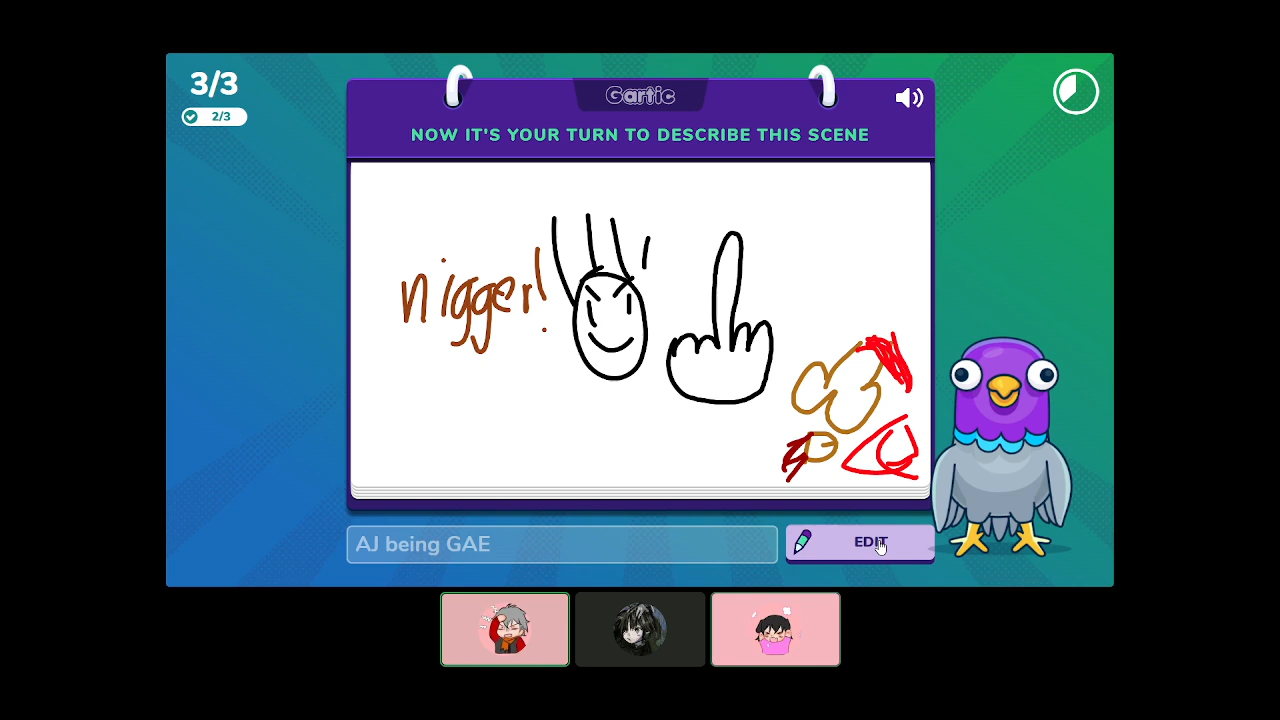 3/3
2/3
Gartic
NOW IT'S YOUR TURN TO DESCRIBE THIS SCENE
nigger!
AJ being GAE
EDIT